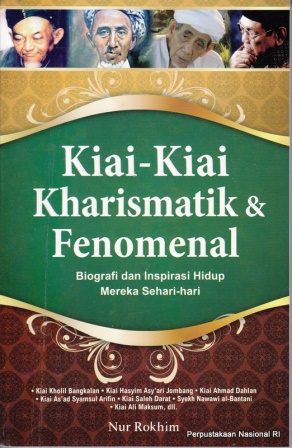 Kiai-Kiai
Kharismatik &
Fenomenal
Biografi dan Inspirasi Hidup
Mereka Sehari-hari
• Kiai Kholil Bangkalan • Kiai Hasyim Asy'ari Jombang • Kiai Ahmad Dahlan
• Kiai As'ad Syamsul Arifin • Kiai Saleh Darat • Syekh Nawawi al-Bantani
• Kiai Ali Maksum, dll.
Nur Rokhim
Perpustakaan Nasional RI